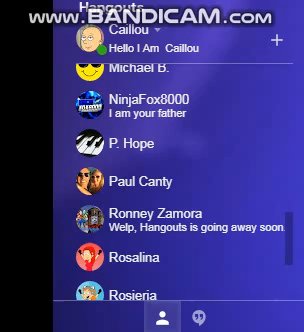 Hangouts
www.BANDICAM.com
Caillou
Hello I Am Caillou
Michael B.
NinjaFox8000
I am your father
P. Hope
Paul Canty
Ronney Zamora
Welp, Hangouts is going away soon.
Rosalina
Rosieria